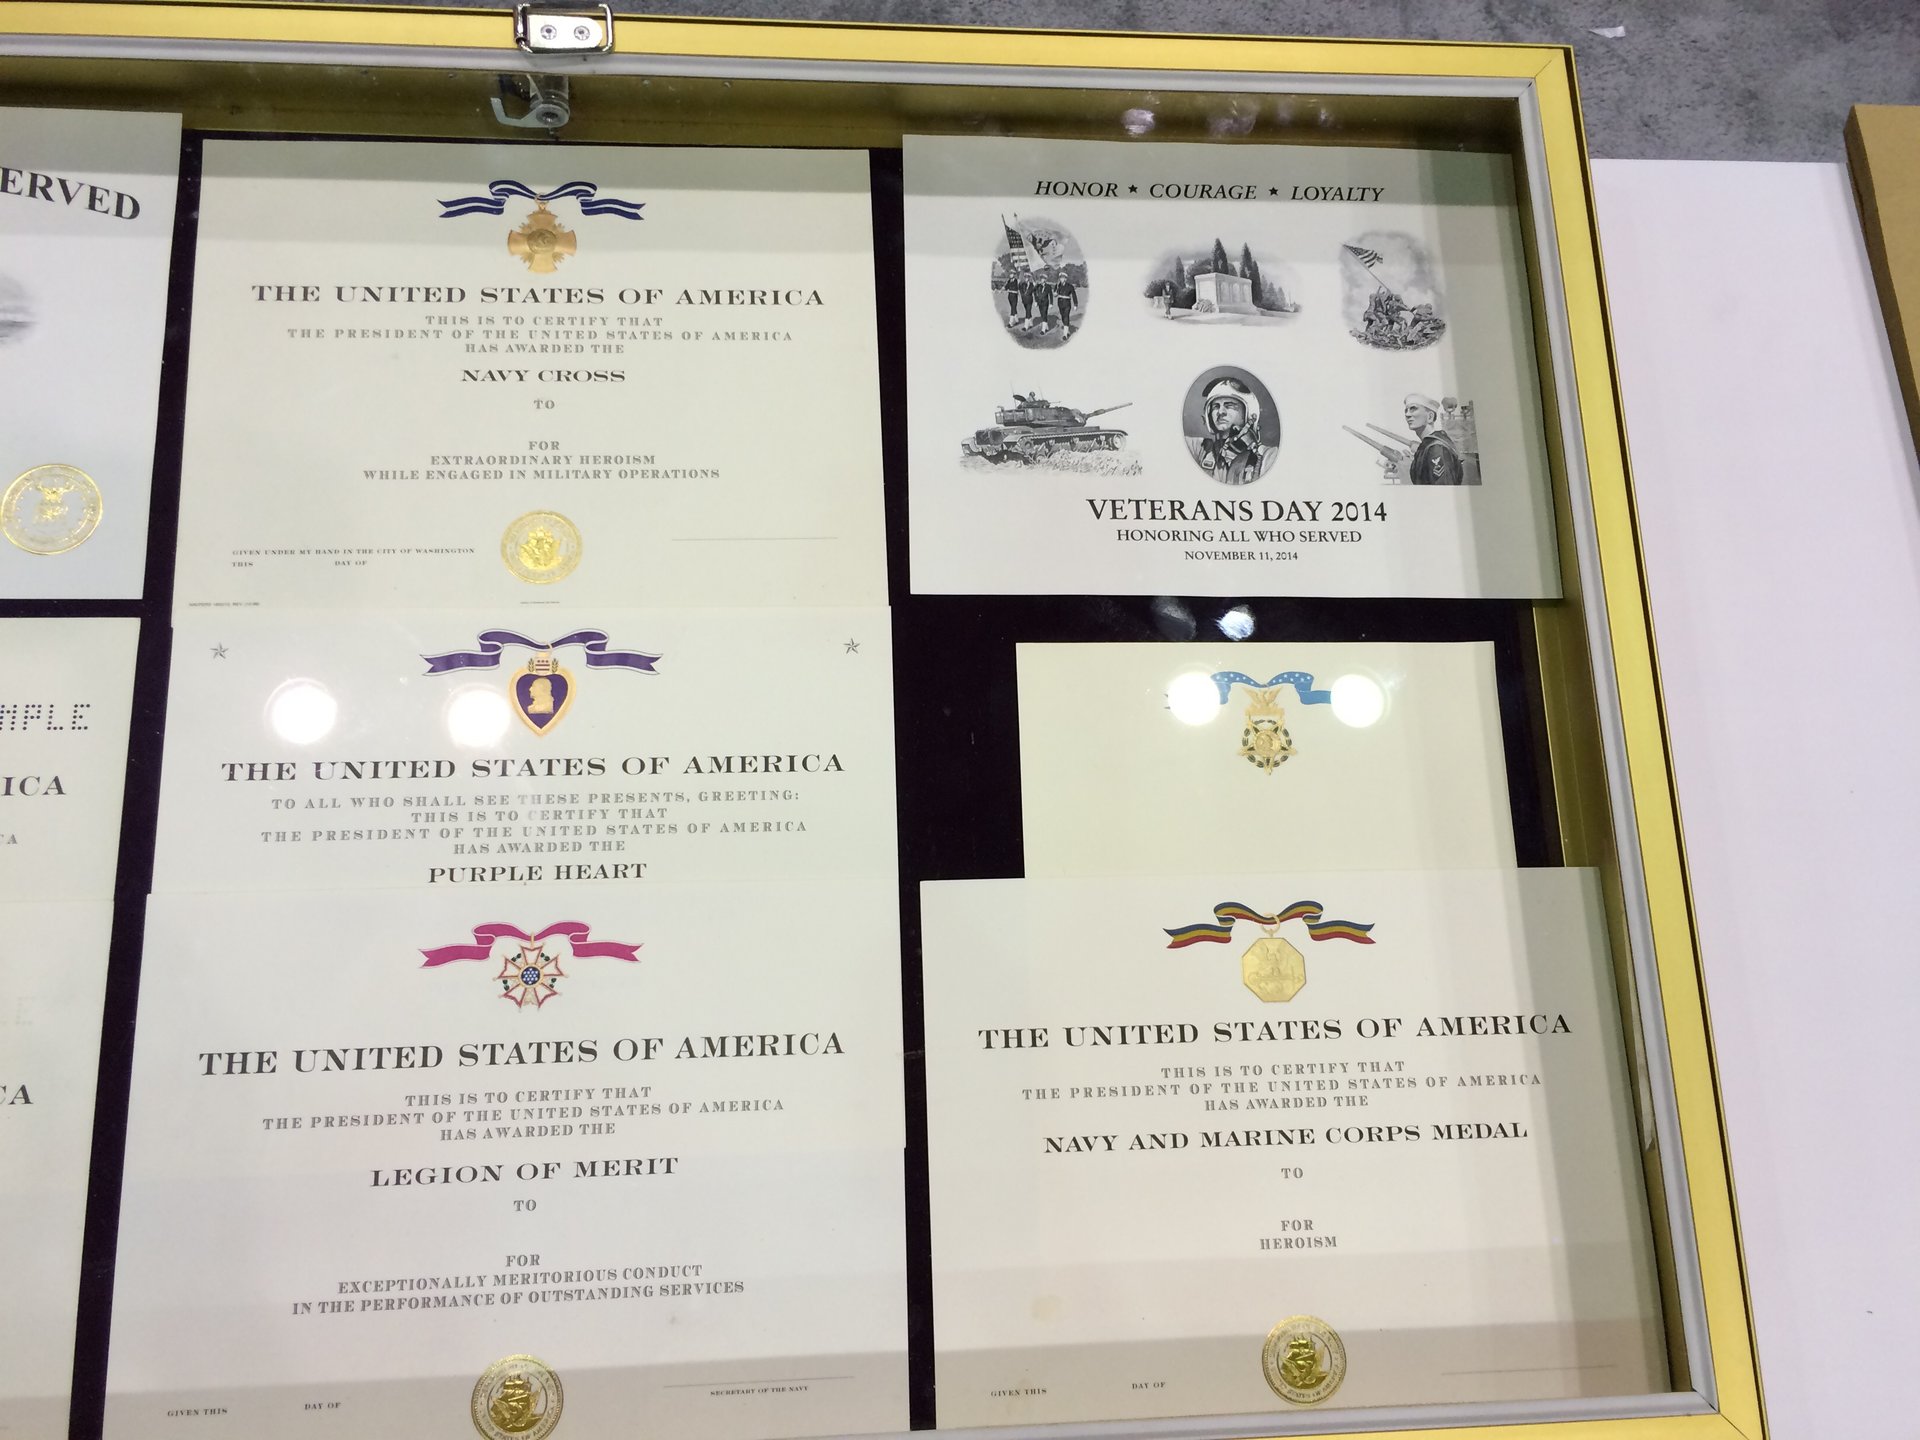 ERVED
MPLE
ICA
A
CA
THE UNITED STATES OF AMERICA
THIS IS TO CERTIFY THAT
THE PRESIDENT OF THE UNITED STATES OF AMERICA
HAS AWARDED THE
NAVY CROSS
TO
FOR
EXTRAORDINARY HEROISM
WHILE ENGAGED IN MILITARY OPERATIONS
GIVEN UNDER MY HAND IN THE CITY OF WASHINGTON
THIS DAY OF
THE UNITED STATES OF AMERICA
TO ALL WHO SHALL SEE THESE PRESENTS, GREETING:
THIS IS TO CERTIFY THAT
THE PRESIDENT OF THE UNITED STATES OF AMERICA
HAS AWARDED THE
PURPLE HEART
THE UNITED STATES OF AMERICA
THIS IS TO CERTIFY THAT
THE PRESIDENT OF THE UNITED STATES OF AMERICA
HAS AWARDED THE
LEGION OF MERIT
TO
FOR
EXCEPTIONALLY MERITORIOUS CONDUCT
IN THE PERFORMANCE OF OUTSTANDING SERVICES
GIVEN THIS DAY OF
SECRETARY OF THE NAVY
HONOR ★ COURAGE ★ LOYALTY
VETERANS DAY 2014
HONORING ALL WHO SERVED
NOVEMBER 11, 2014
THE UNITED STATES OF AMERICA
THIS IS TO CERTIFY THAT
THE PRESIDENT OF THE UNITED STATES OF AMERICA
HAS AWARDED THE
NAVY AND MARINE CORPS MEDAL
TO
FOR
HEROISM
GIVEN THIS DAY OF